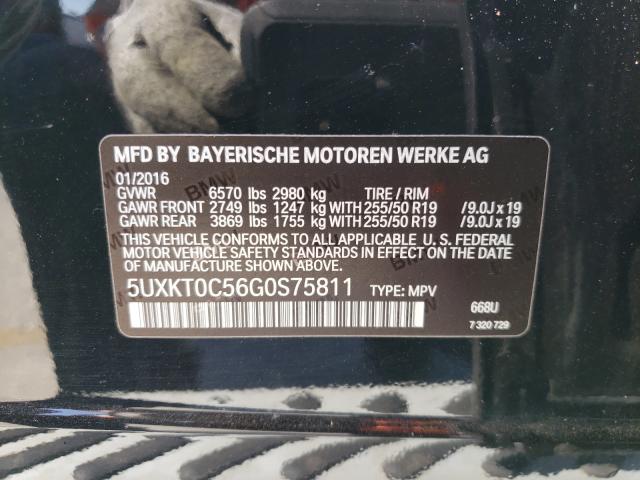 MFD BY BAYERISCHE MOTOREN WERKE AG
01/2016
GVWR 6570 lbs 2980 kg TIRE / RIM
GAWR FRONT 2749 lbs 1247 kg WITH 255/50 R19 /9.0J x 19
GAWR REAR 3869 lbs 1755 kg WITH 255/50 R19 /9.0J x 19
THIS VEHICLE CONFORMS TO ALL APPLICABLE U. S. FEDERAL
MOTOR VEHICLE SAFETY STANDARDS IN EFFECT ON THE DATE
OF MANUFACTURE SHOWN ABOVE.
5UXKT0C56G0S75811 TYPE: MPV
668U
7 320 729